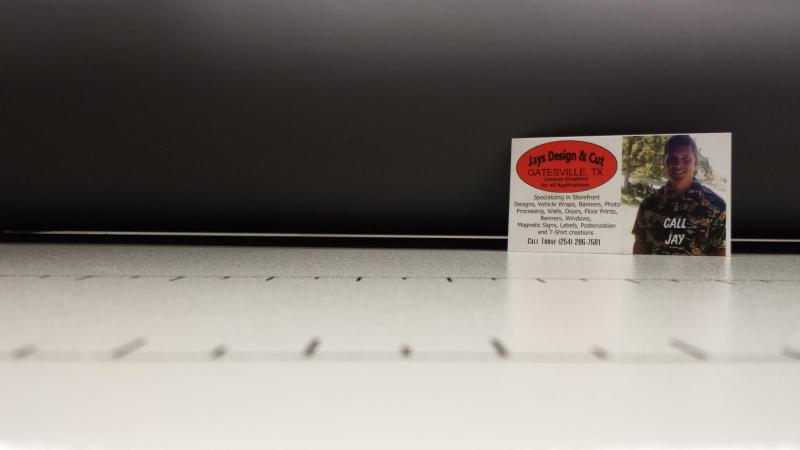 Jays Design & Cut
GATESVILLE, TX
Custom Graphics
for all Applications
Specializing in Storefront
Designs, Vehicle Wraps, Banners, Photo
Processing, Walls, Doors, Floor Prints,
Banners, Windows,
Magnetic Signs, Labels, Posterization
and T-Shirt creations
CALL TODAY (254) 206-7501
CALL
JAY